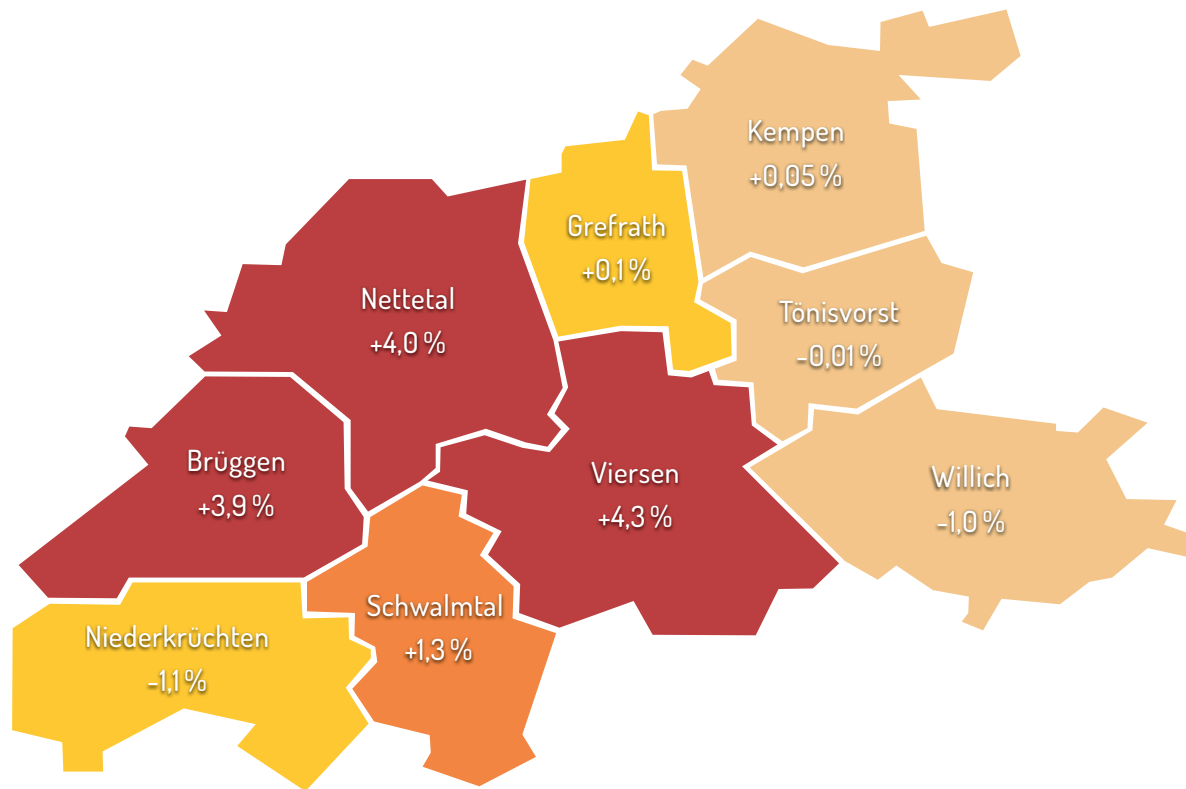 Kempen
+0,05 %
Grefrath
+0,1 %
Nettetal
+4,0 %
Tönisvorst
-0,01 %
Brüggen
+3,9 %
Viersen
+4,3 %
Willich
-1,0 %
Schwalmtal
+1,3 %
Niederkrüchten
-1,1 %